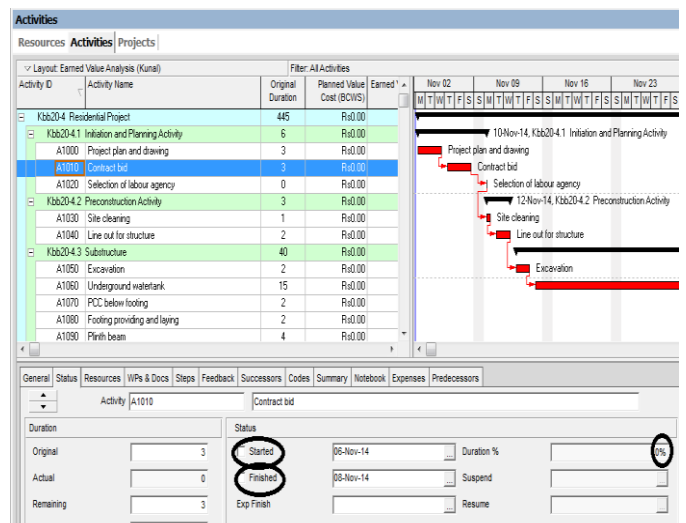 Activities
Resources Activities Projects
Layout: Earned Value Analysis (Kunal) Filter: All Activities
Activity ID Activity Name Original Duration Planned Value Cost (BCWS) Earned V
Nov 02 Nov 09 Nov 16 Nov 23
M T W T F S S M T W T F S S M T W T F S S M T W T F S
Kbb20-4 Residential Project 445 Rs0.00
Kbb20-4.1 Initiation and Planning Activity 6 Rs0.00 10-Nov-14, Kbb20-4.1 Initiation and Planning Activity
A1000 Project plan and drawing 3 Rs0.00 Project plan and drawing
A1010 Contract bid 3 Rs0.00 Contract bid
A1020 Selection of labour agency 0 Rs0.00 Selection of labour agency
Kbb20-4.2 Preconstruction Activity 3 Rs0.00 12-Nov-14, Kbb20-4.2 Preconstruction Activity
A1030 Site cleaning 1 Rs0.00 Site cleaning
A1040 Line out for structure 2 Rs0.00 Line out for structure
Kbb20-4.3 Substructure 40 Rs0.00
A1050 Excavation 2 Rs0.00 Excavation
A1060 Underground watertank 15 Rs0.00
A1070 PCC below footing 2 Rs0.00
A1080 Footing providing and laying 2 Rs0.00
A1090 Plinth beam 4 Rs0.00
General Status Resources WPs & Docs Steps Feedback Successors Codes Summary Notebook Expenses Predecessors
Activity A1010 Contract bid
Duration Status
Original 3 Started 06-Nov-14 ... Duration % 0%
Actual 0 Finished 08-Nov-14 ... Suspend ...
Remaining 3 Exp Finish ... Resume ...